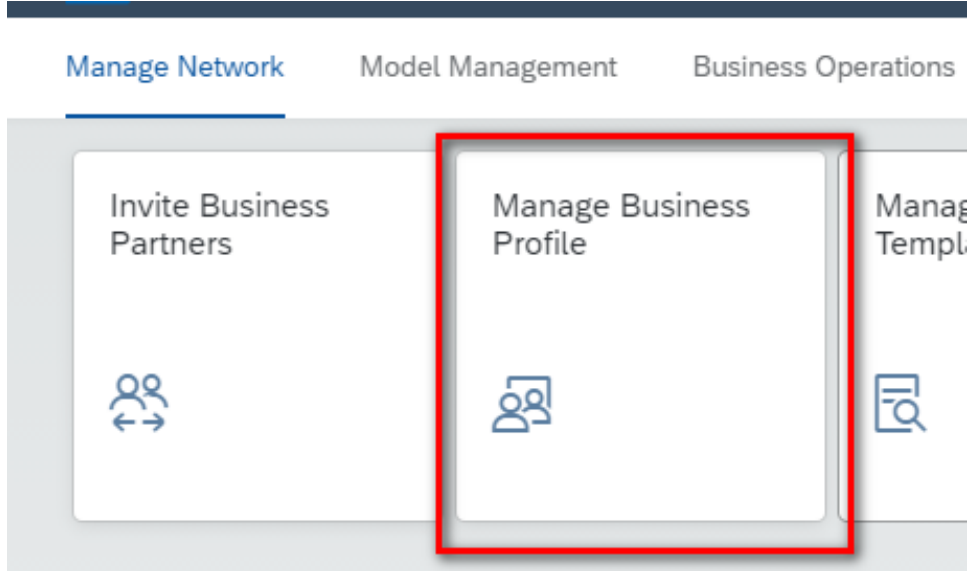 Manage Network Model Management Business Operations
Invite Business
Partners
Manage Business
Profile